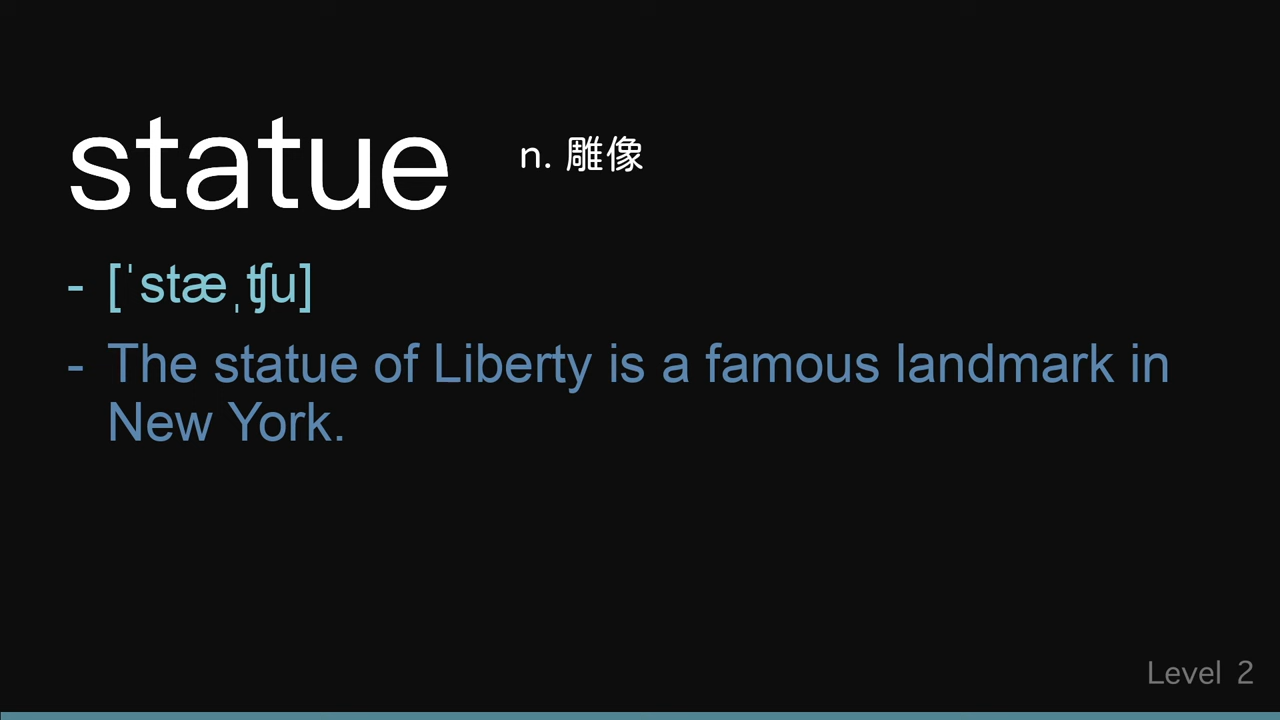 statue n. 雕像
- [ˈstæˌʧu]
- The statue of Liberty is a famous landmark in
New York.
Level 2